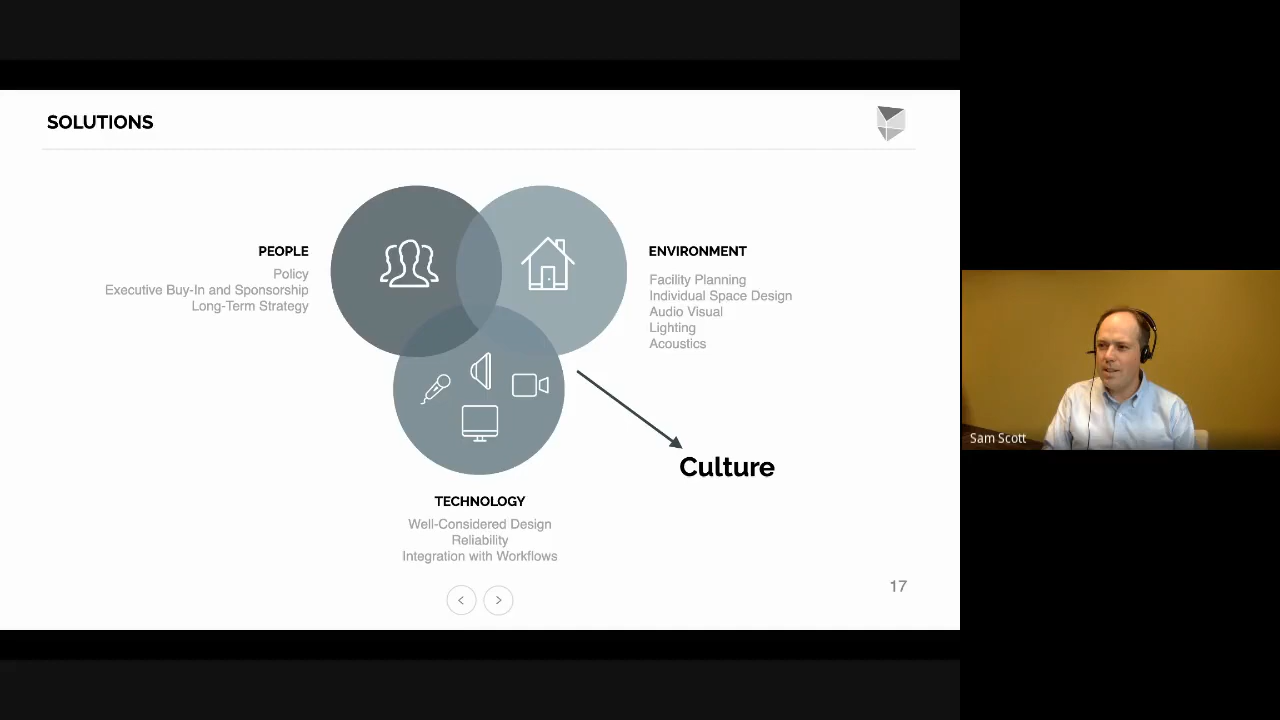 SOLUTIONS
PEOPLE
Policy
Executive Buy-In and Sponsorship
Long-Term Strategy
ENVIRONMENT
Facility Planning
Individual Space Design
Audio Visual
Lighting
Acoustics
Culture
TECHNOLOGY
Well-Considered Design
Reliability
Integration with Workflows
17
Sam Scott